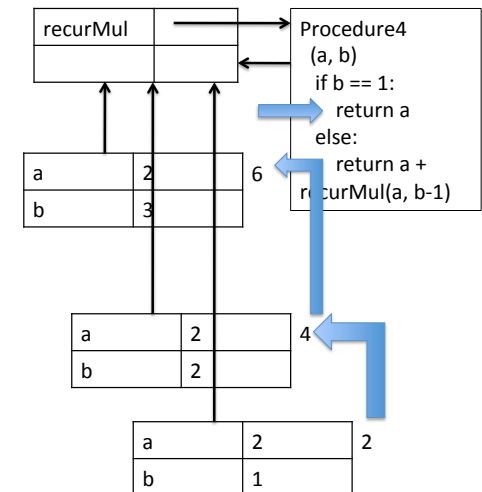 recurMul
Procedure4
(a, b)
if b == 1:
return a
else:
return a +
recurMul(a, b-1)
a 2
b 3
6
a 2
b 2
4
a 2
b 1
2